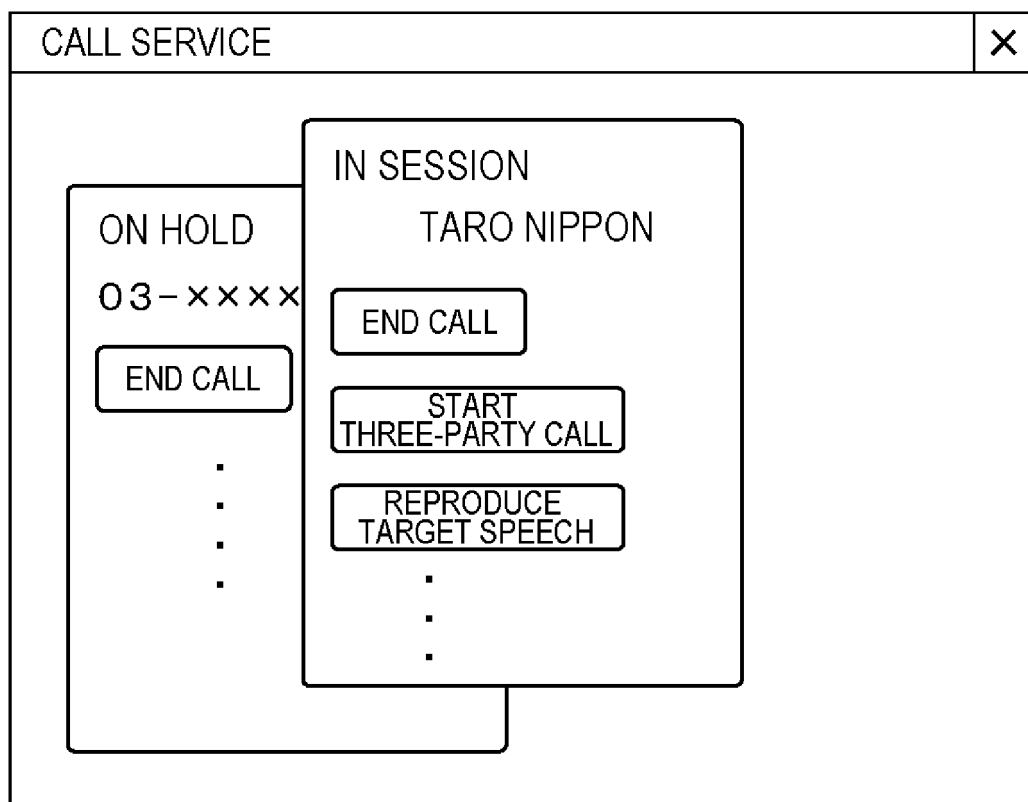 CALL SERVICE ×
IN SESSION
TARO NIPPON
END CALL
START
THREE-PARTY CALL
REPRODUCE
TARGET SPEECH
ON HOLD
03-××××
END CALL